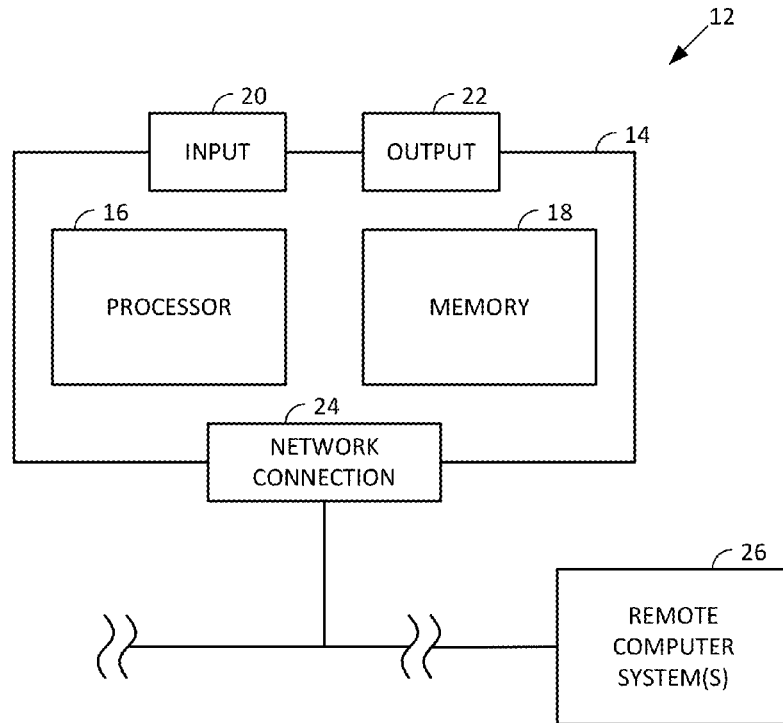 12
20
22
INPUT
OUTPUT
14
16
18
PROCESSOR
MEMORY
24
NETWORK
CONNECTION
26
REMOTE
COMPUTER
SYSTEM(S)